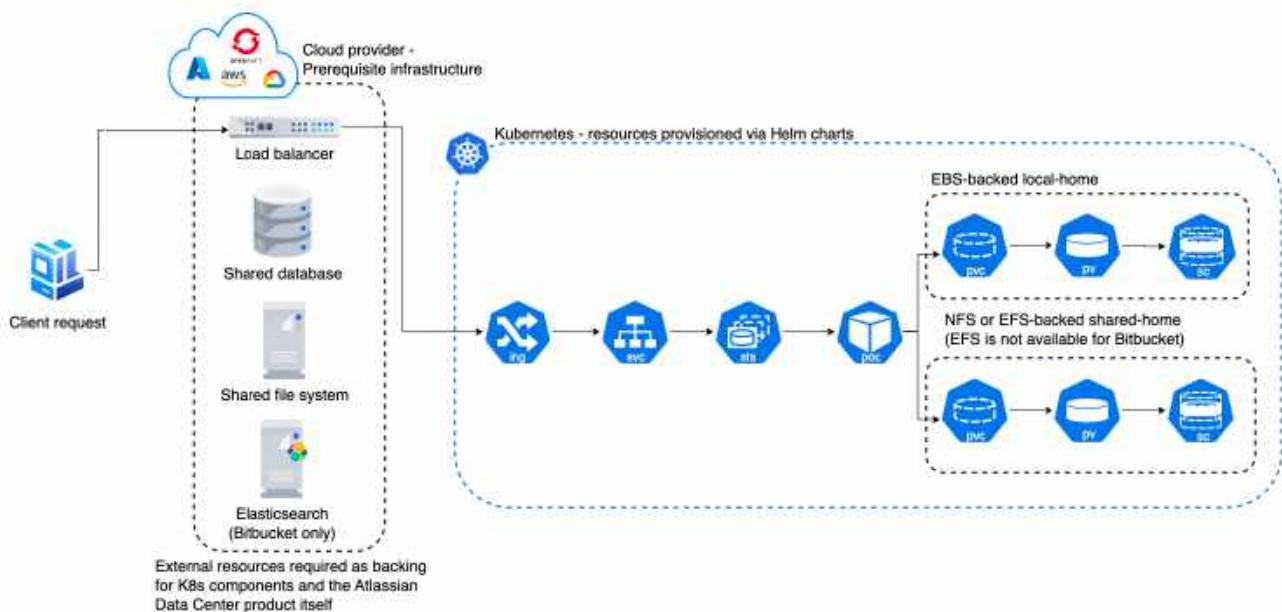 aws
Cloud provider -
Prerequisite infrastructure
Load balancer
Kubernetes - resources provisioned via Helm charts
EBS-backed local-home
pvc
pv
sc
Shared database
Client request
ing
svc
sts
poc
NFS or EFS-backed shared-home
(EFS is not available for Bitbucket)
Shared file system
pvc
pv
sc
Elasticsearch
(Bitbucket only)
External resources required as backing
for K8s components and the Atlassian
Data Center product itself